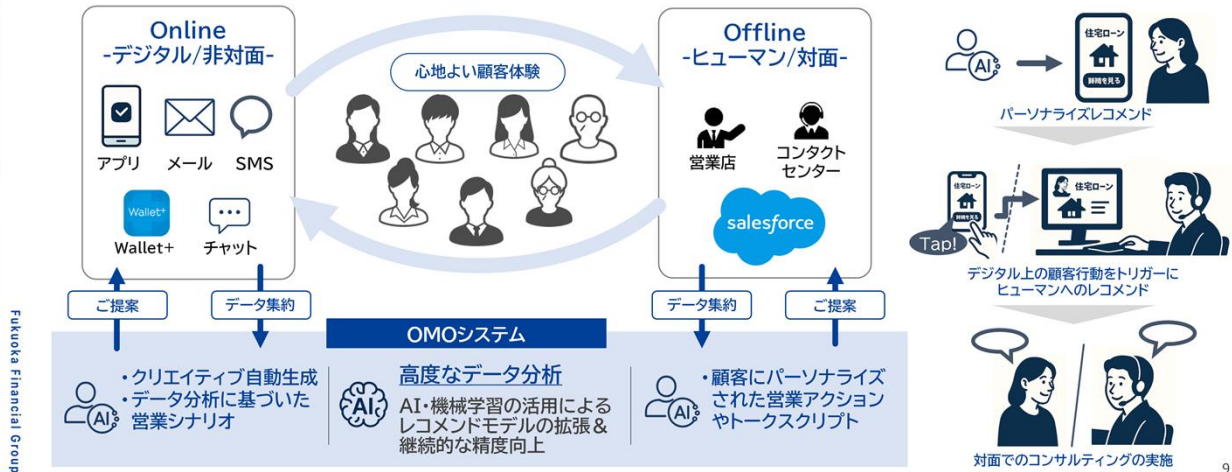 Online
-デジタル/非対面-
アプリ
メール
SMS
Wallet+
Wallet+
チャット
心地よい顧客体験
Offline
-ヒューマン/対面-
営業店
コンタクト
センター
salesforce
ご提案
データ集約
データ集約
ご提案
OMOシステム
AI
・クリエイティブ自動生成
・データ分析に基づいた
営業シナリオ
AI
高度なデータ分析
AI・機械学習の活用による
レコメンドモデルの拡張&
継続的な精度向上
AI
・顧客にパーソナライズ
された営業アクション
やトークスクリプト
AI
住宅ローン
詳細を見る
パーソナライズレコメンド
住宅ローン
詳細を見る
Tap!
住宅ローン
デジタル上の顧客行動をトリガーに
ヒューマンへのレコメンド
対面でのコンサルティングの実施
Fukuoka Financial Group
9